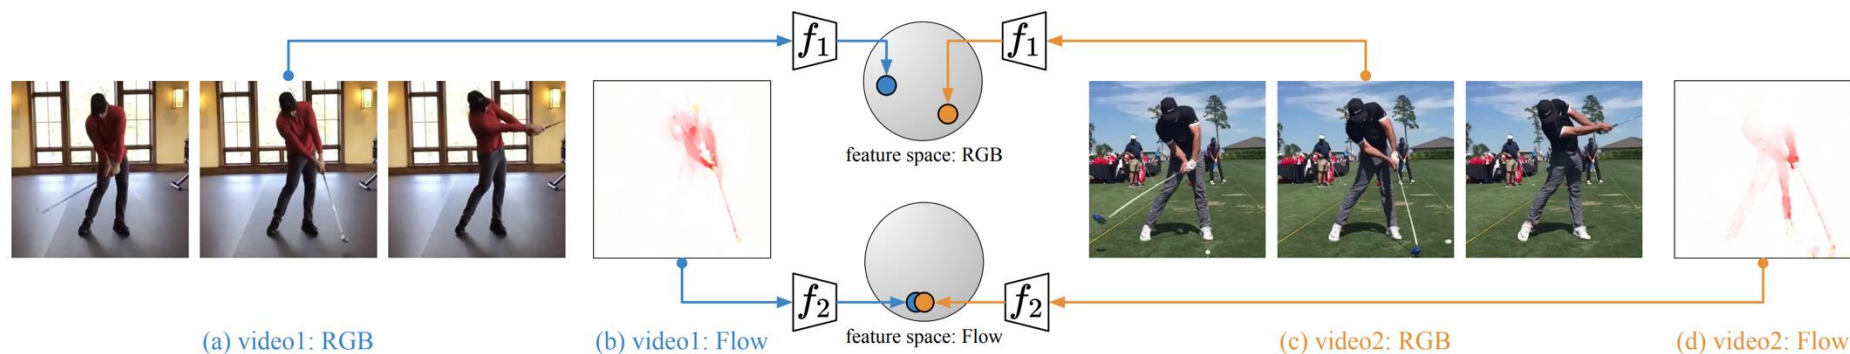 f1
f1
feature space: RGB
f2
f2
feature space: Flow
(a) video1: RGB
(b) video1: Flow
(c) video2: RGB
(d) video2: Flow